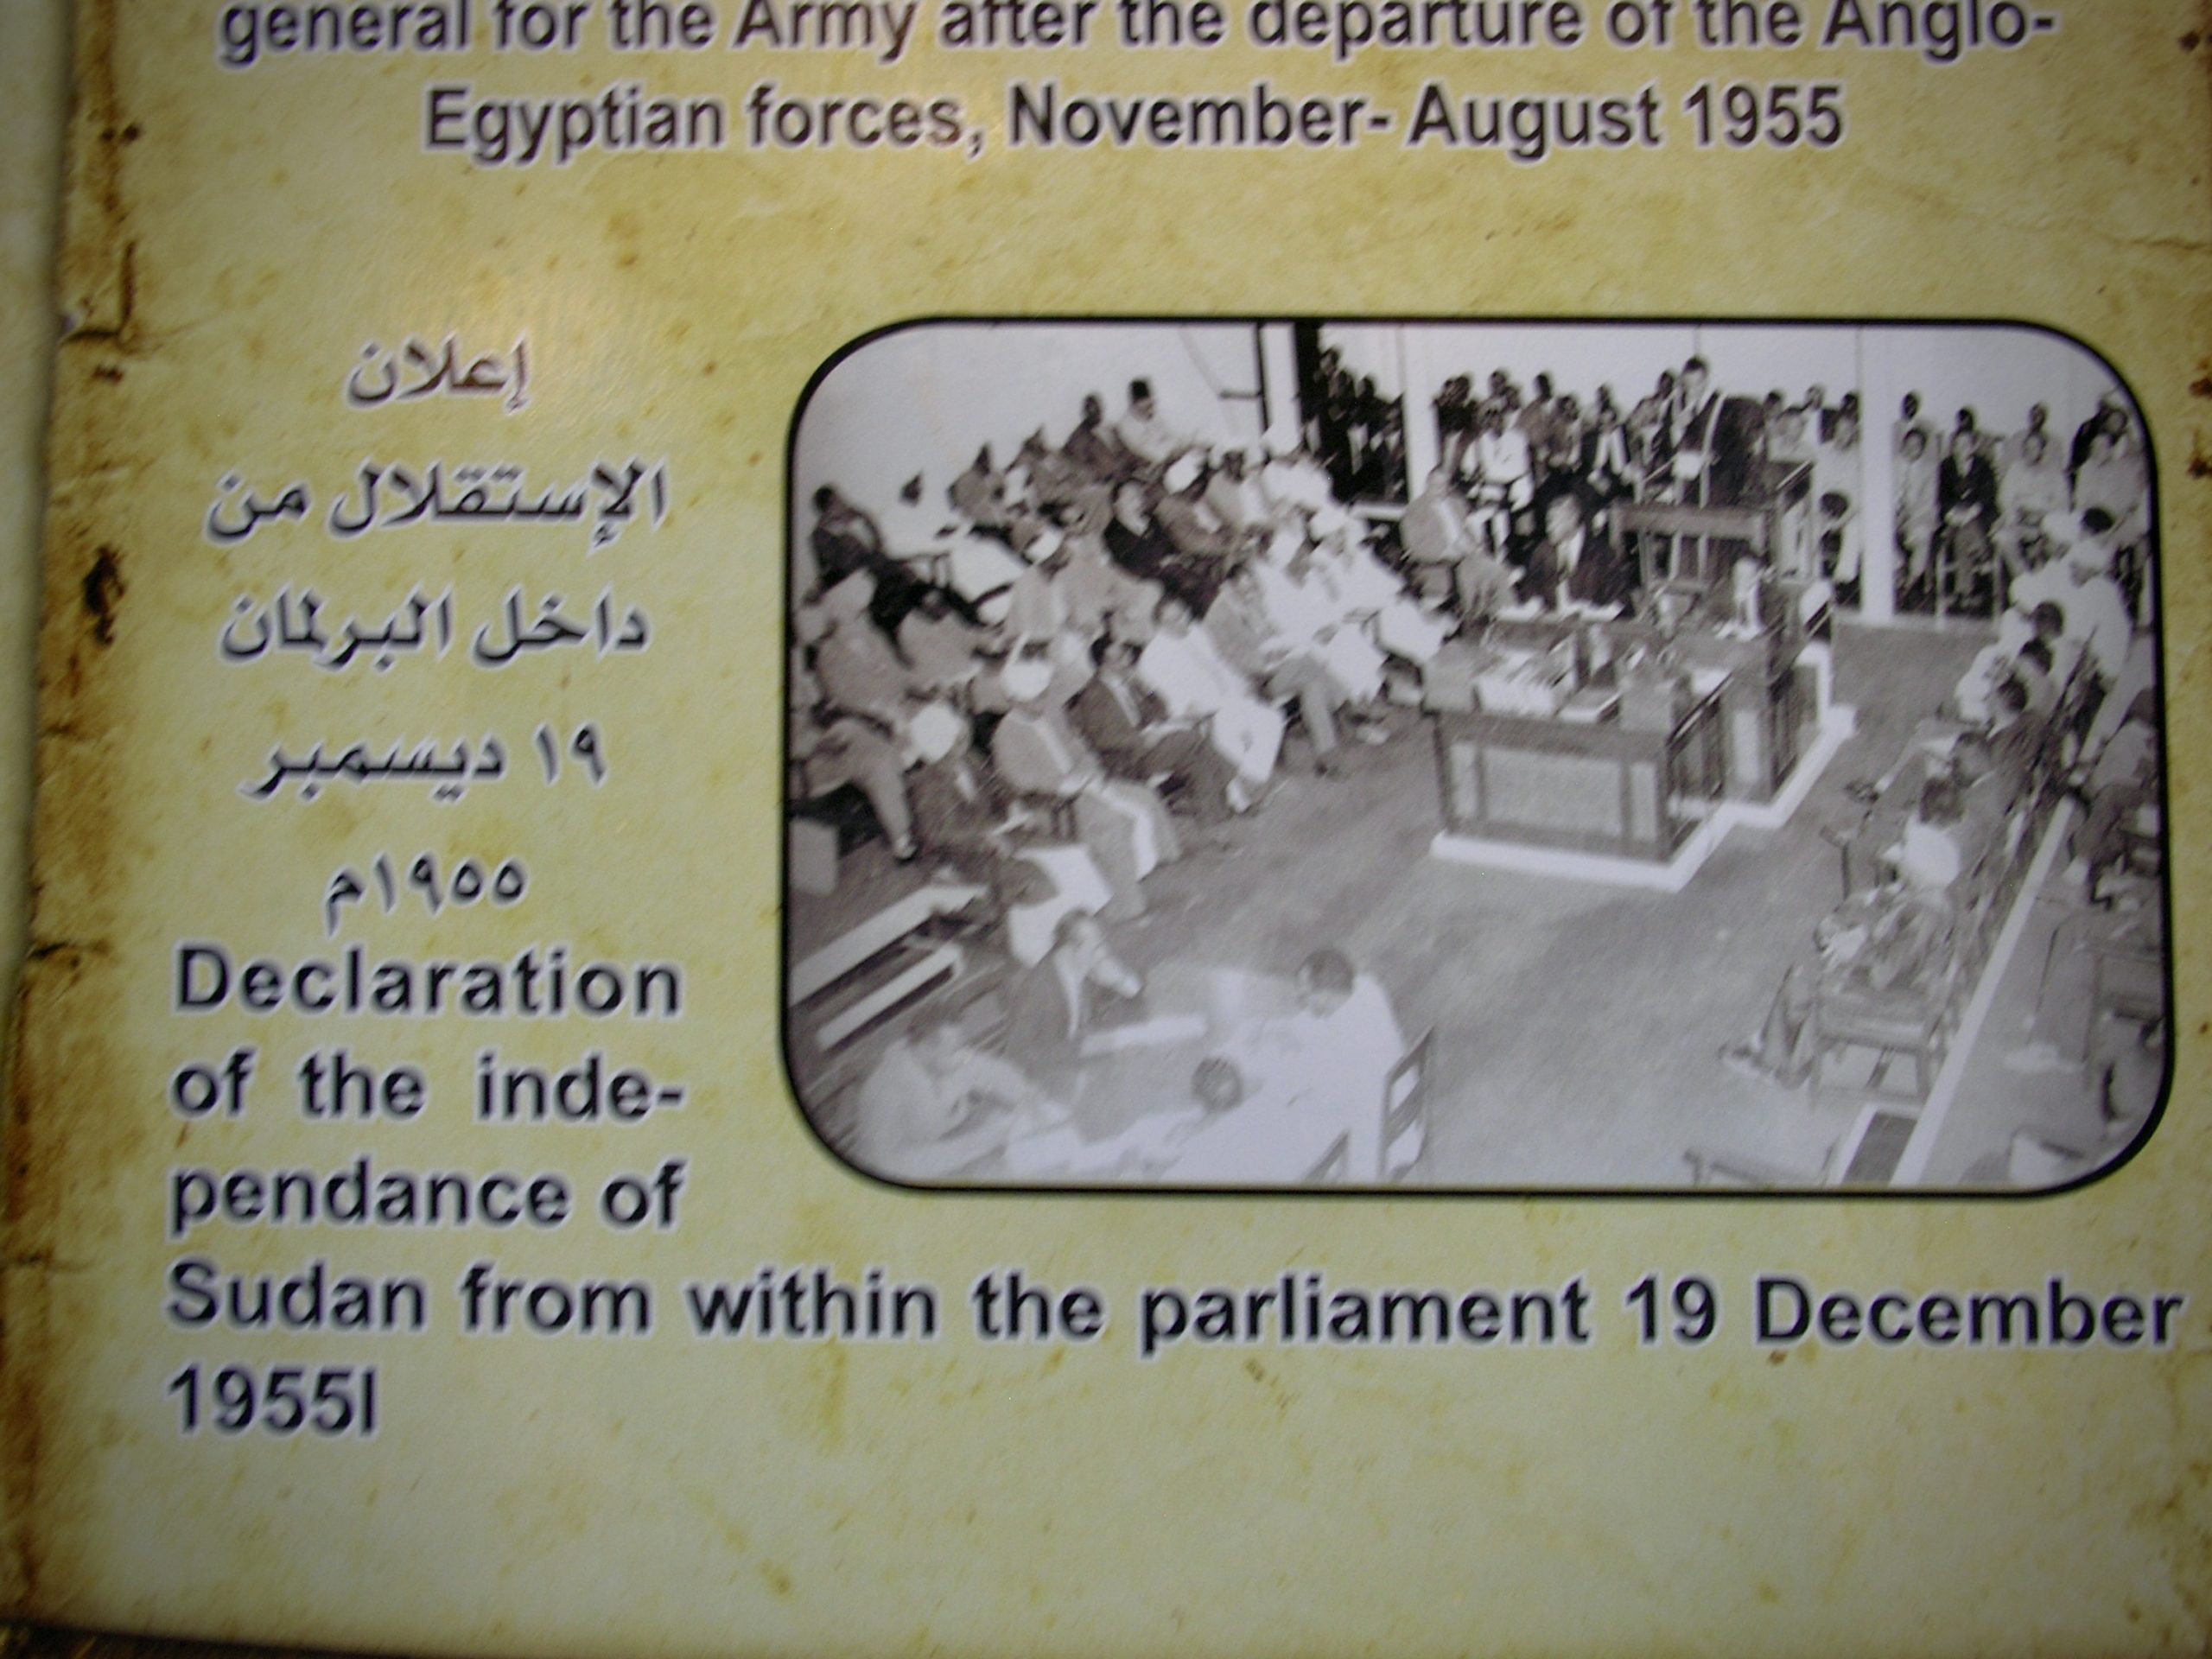 general for the Army after the departure of the Anglo-
Egyptian forces, November- August 1955
إعلان
الإستقلال من
داخل البرلمان
١٩ ديسمبر
١٩٥٥م
Declaration
of the inde-
pendance of
Sudan from within the parliament 19 December
1955I